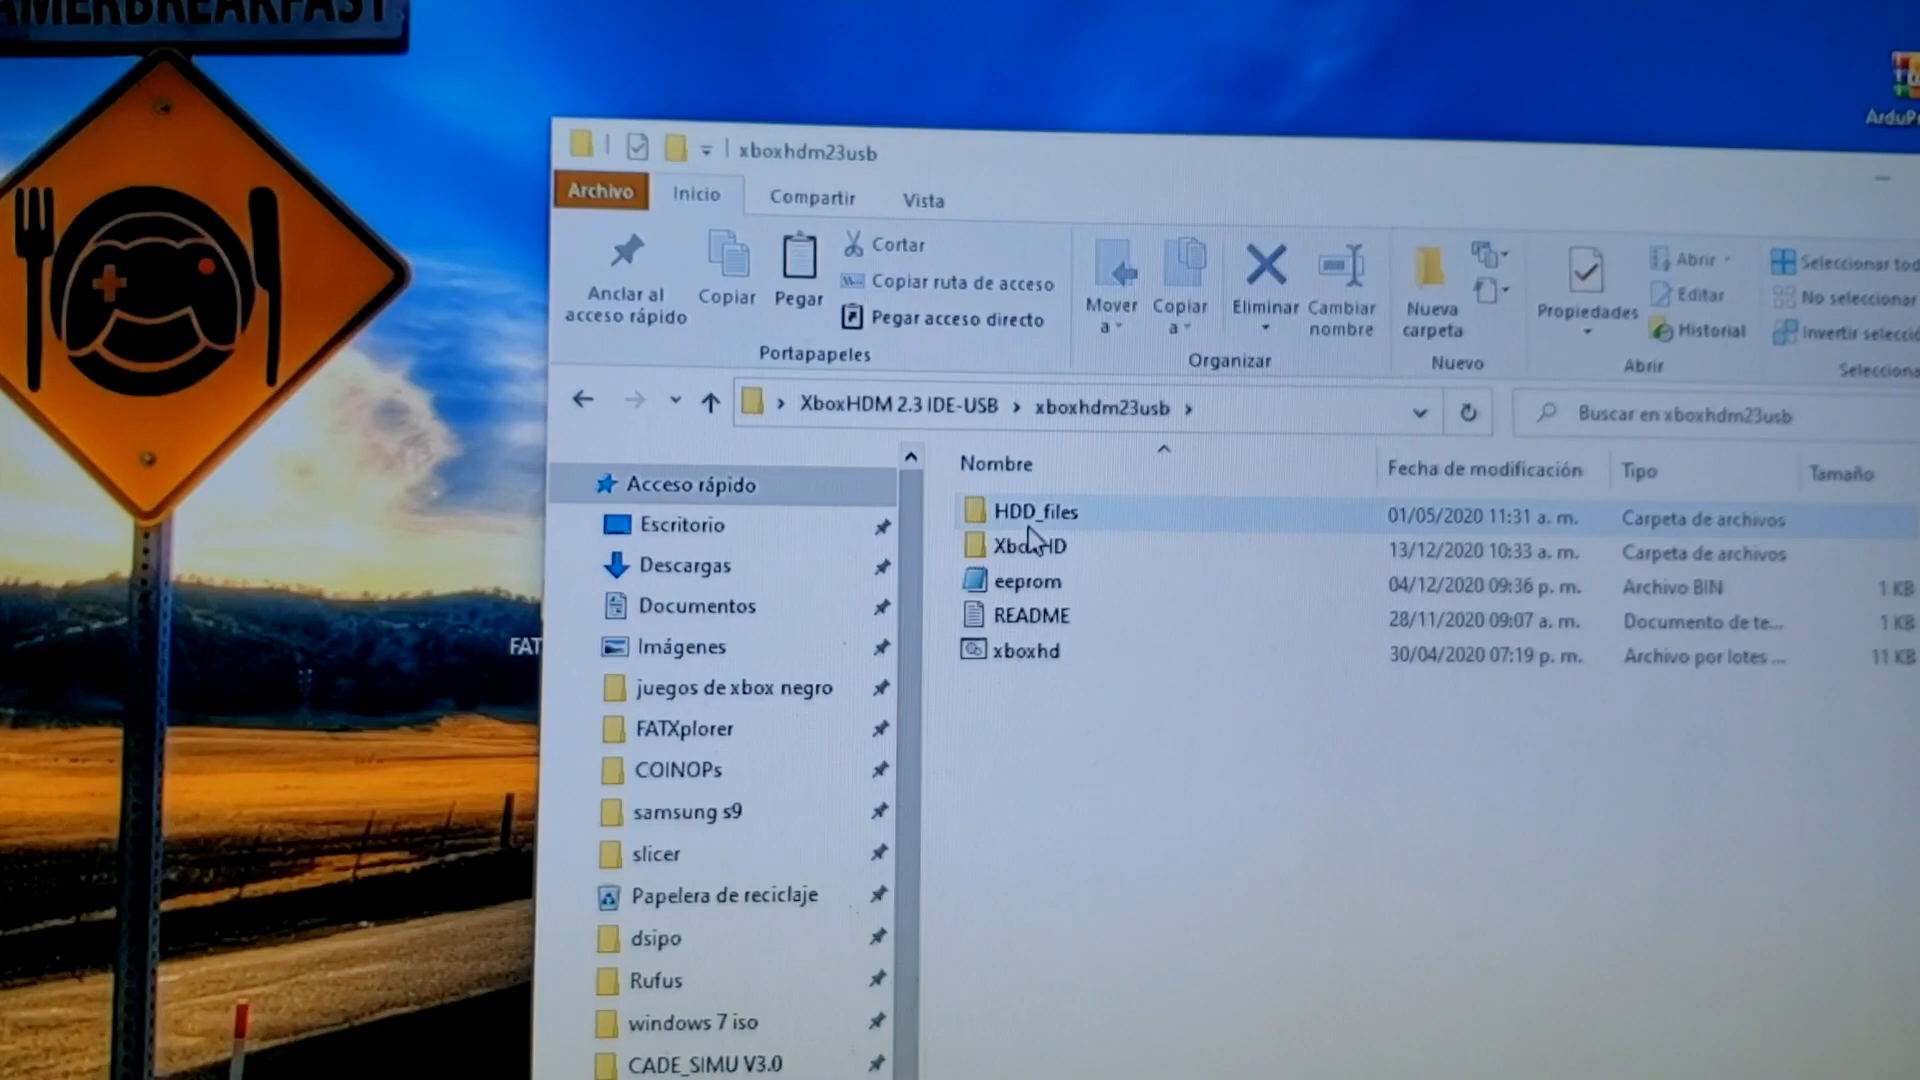 AMERBREAKFAST
xboxhdm23usb
Archivo
Inicio
Compartir
Vista
Anclar al
acceso rápido
Copiar
Pegar
Cortar
Copiar ruta de acceso
Pegar acceso directo
Portapapeles
Mover
a
Copiar
a
Eliminar
Cambiar
nombre
Organizar
Nueva
carpeta
Nuevo
Propiedades
Abrir
Editar
Historial
Abrir
Seleccionar tod
No seleccionar
Invertir selecció
Selecciona
XboxHDM 2.3 IDE-USB > xboxhdm23usb >
Buscar en xboxhdm23usb
Nombre
Fecha de modificación
Tipo
Tamaño
HDD_files 01/05/2020 11:31 a. m. Carpeta de archivos
XboxHD 13/12/2020 10:33 a. m. Carpeta de archivos
eeprom 04/12/2020 09:36 p. m. Archivo BIN 1 KB
README 28/11/2020 09:07 a. m. Documento de te... 1 KB
xboxhd 30/04/2020 07:19 p. m. Archivo por lotes ... 11 KB
Acceso rápido
Escritorio
Descargas
Documentos
Imágenes
juegos de xbox negro
FATXplorer
COINOPs
samsung s9
slicer
Papelera de reciclaje
dsipo
Rufus
windows 7 iso
CADE_SIMU V3.0
FAT